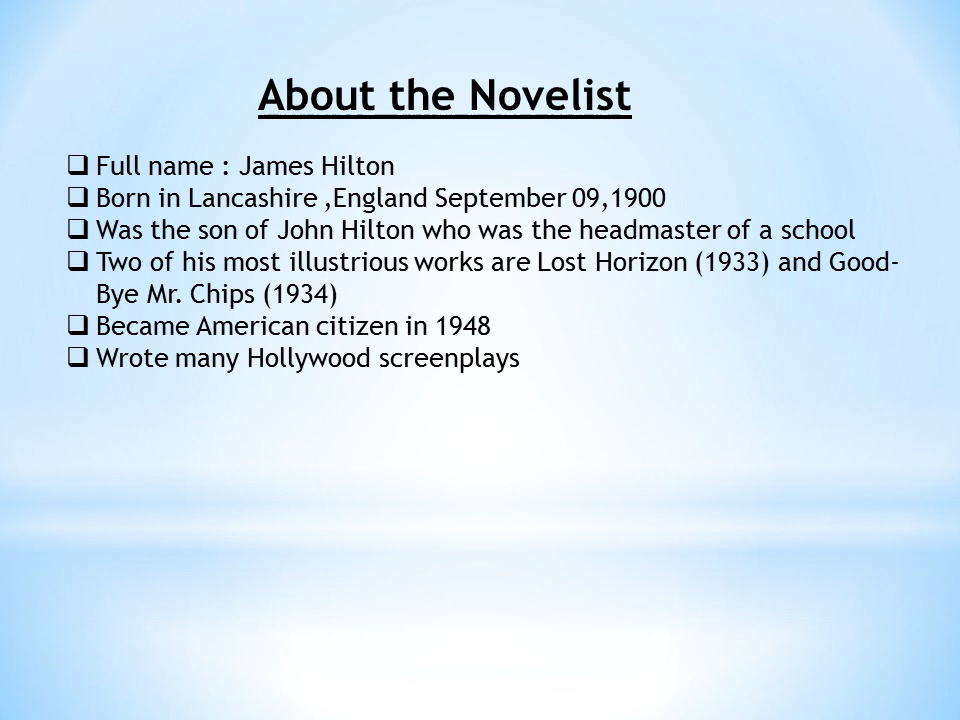 About the Novelist
❑ Full name : James Hilton
❑ Born in Lancashire ,England September 09,1900
❑ Was the son of John Hilton who was the headmaster of a school
❑ Two of his most illustrious works are Lost Horizon (1933) and Good-
Bye Mr. Chips (1934)
❑ Became American citizen in 1948
❑ Wrote many Hollywood screenplays